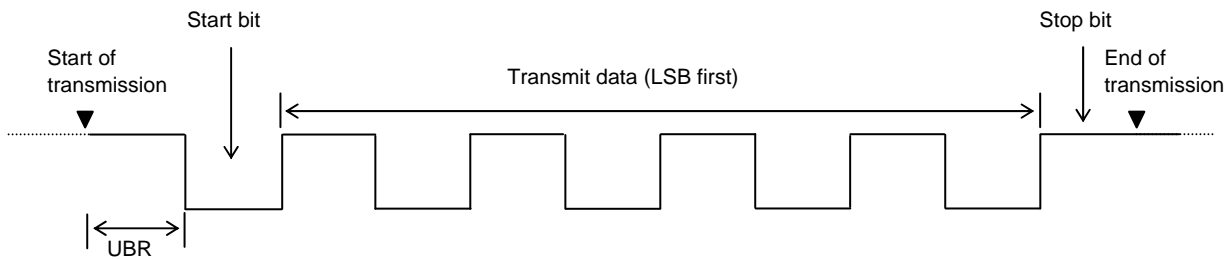 Start bit
Stop bit
Start of
transmission
End of
transmission
Transmit data (LSB first)
UBR